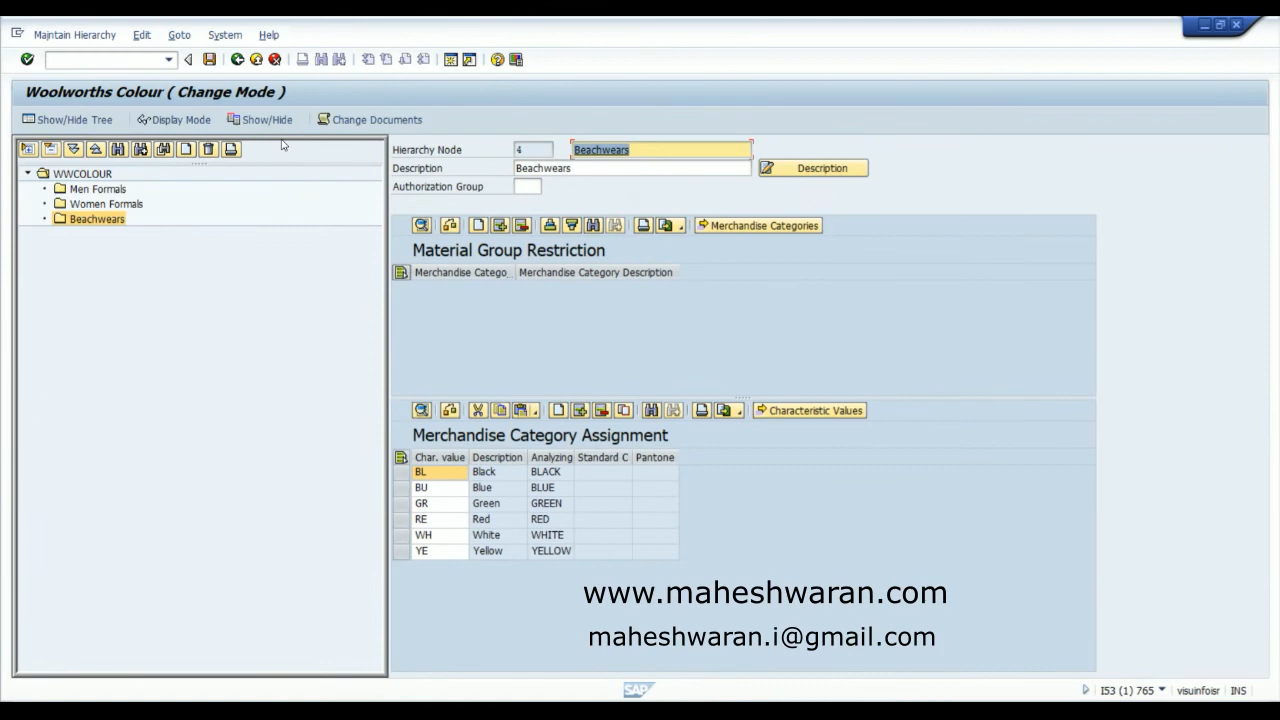 Maintain Hierarchy Edit Goto System Help
Woolworths Colour ( Change Mode )
Show/Hide Tree Display Mode Show/Hide Change Documents
WWCOLOUR
Men Formals
Women Formals
Beachwears
Hierarchy Node 4 Beachwears
Description Beachwears Description
Authorization Group
Merchandise Categories
Material Group Restriction
Merchandise Catego.. Merchandise Category Description
Characteristic Values
Merchandise Category Assignment
Char. value Description Analyzing Standard C Pantone
BL Black BLACK
BU Blue BLUE
GR Green GREEN
RE Red RED
WH White WHITE
YE Yellow YELLOW
www.maheshwaran.com
maheshwaran.i@gmail.com
SAP I53 (1) 765 visuinfoisr INS